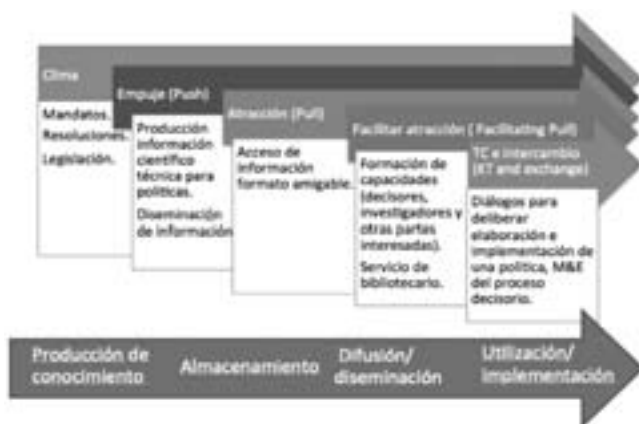 Clima
Mandatos.
Resoluciones.
Legislación.
Empuje (Push)
Producción
información
científico
técnica para
políticas.
Diseminación
de información
Atracción (Pull)
Acceso de
información
formato amigable.
Facilitar atracción ( Facilitating Pull)
Formación de
capacidades
(decisores,
investigadores y
otras partes
interesadas).
Servicio de
bibliotecario.
TC e intercambio
(KT and exchange)
Diálogos para
deliberar
elaboración e
implementación de
una política, M&E
del proceso
decisorio.
Producción de
conocimiento
Almacenamiento
Difusión/
diseminación
Utilización/
implementación